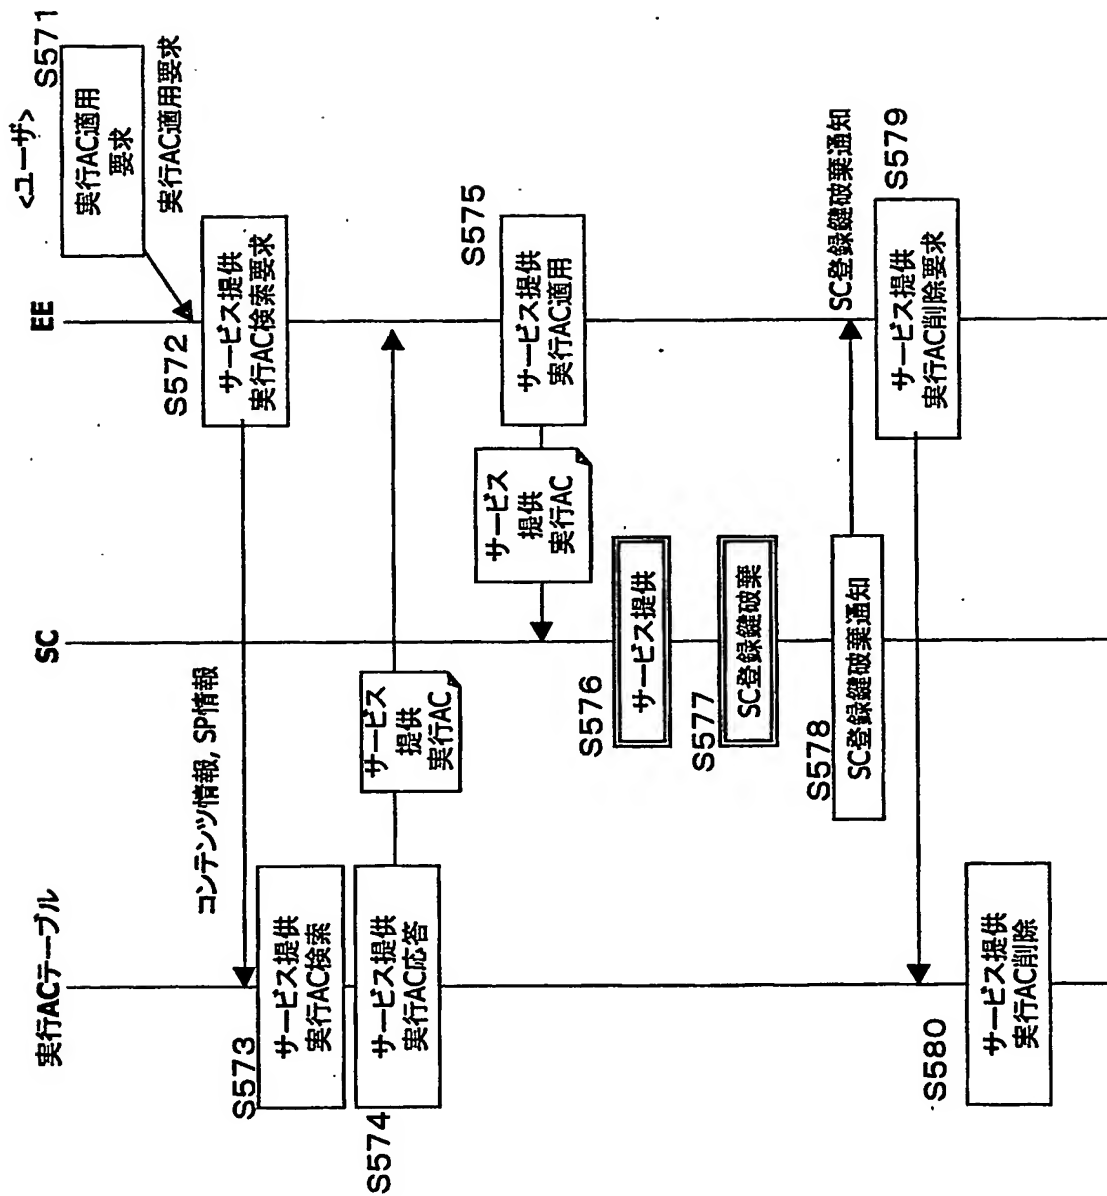 実行ACテーブル
SC
EE
<ユーザ>
S571
実行AC適用
要求
実行AC適用要求
S572
サービス提供
実行AC検索要求
コンテンツ情報, SP情報
S573
サービス提供
実行AC検索
S574
サービス提供
実行AC応答
サービス
提供
実行AC
S575
サービス提供
実行AC適用
サービス
提供
実行AC
S576
サービス提供
S577
SC登録鍵破棄
S578
SC登録鍵破棄通知
SC登録鍵破棄通知
S579
サービス提供
実行AC削除要求
S580
サービス提供
実行AC削除